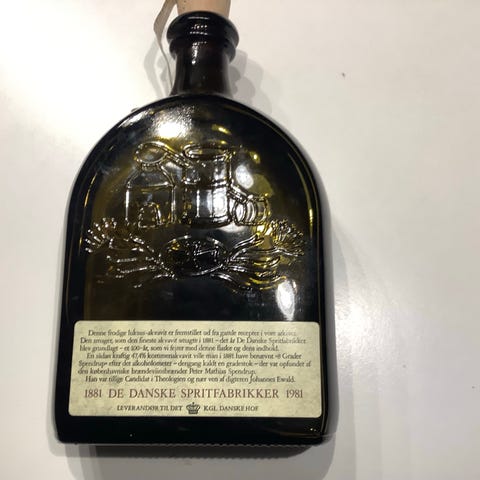 Denne frodige luksus-akvavit er fremstillet ud fra gamle recepter i vore arkiver.
Den smager, som den fineste akvavit smagte i 1881 – det år De Danske Spritfabrikker
blev grundlagt – et 100-år, som vi fejrer med denne flaske og dens indhold.
En sådan kraftig 47,4% kommenakvavit ville man i 1881 have benævnt »8 Grader
Spendrup« efter det alkoholometer – dengang kaldt en gradestok – der var opfundet af
den københavnske brændevinsbrænder Peter Mathias Spendrup.
Han var tillige Candidat i Theologien og nær ven af digteren Johannes Ewald.
1881 DE DANSKE SPRITFABRIKKER 1981
LEVERANDØR TIL DET KGL. DANSKE HOF